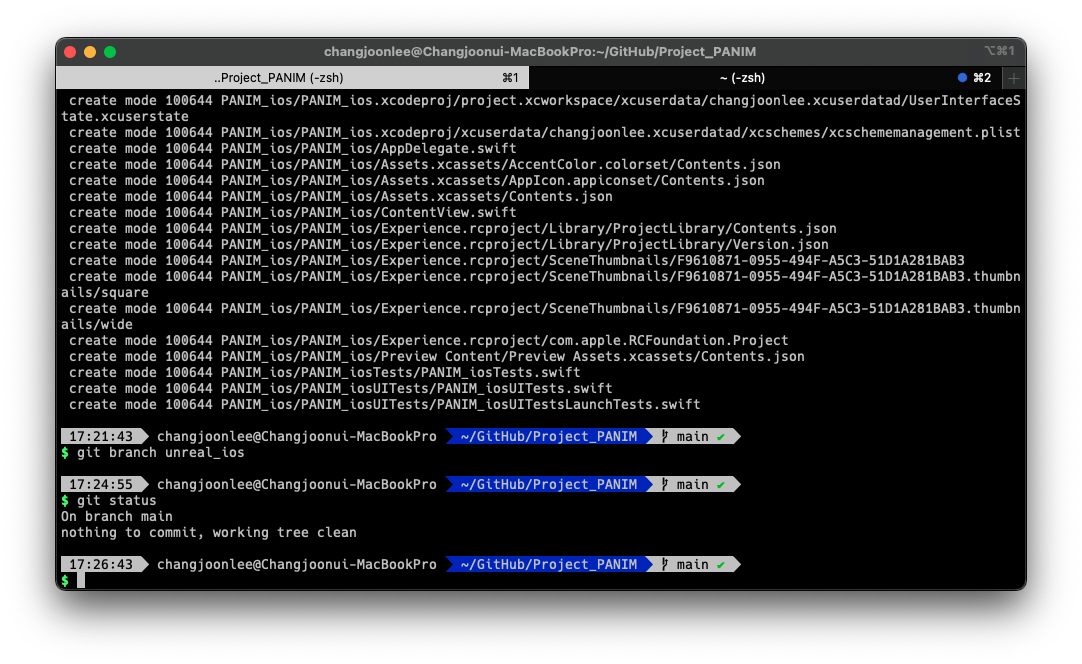 changjoonlee@Changjoonui-MacBookPro:~/GitHub/Project_PANIM ⌥⌘1
..Project_PANIM (-zsh) ⌘1 ~ (-zsh) ⌘2 +
create mode 100644 PANIM_ios/PANIM_ios.xcodeproj/project.xcworkspace/xcuserdata/changjoonlee.xcuserdatad/UserInterfaceS
tate.xcuserstate
create mode 100644 PANIM_ios/PANIM_ios.xcodeproj/xcuserdata/changjoonlee.xcuserdatad/xcschemes/xcschememanagement.plist
create mode 100644 PANIM_ios/PANIM_ios/AppDelegate.swift
create mode 100644 PANIM_ios/PANIM_ios/Assets.xcassets/AccentColor.colorset/Contents.json
create mode 100644 PANIM_ios/PANIM_ios/Assets.xcassets/AppIcon.appiconset/Contents.json
create mode 100644 PANIM_ios/PANIM_ios/Assets.xcassets/Contents.json
create mode 100644 PANIM_ios/PANIM_ios/ContentView.swift
create mode 100644 PANIM_ios/PANIM_ios/Experience.rcproject/Library/ProjectLibrary/Contents.json
create mode 100644 PANIM_ios/PANIM_ios/Experience.rcproject/Library/ProjectLibrary/Version.json
create mode 100644 PANIM_ios/PANIM_ios/Experience.rcproject/SceneThumbnails/F9610871-0955-494F-A5C3-51D1A281BAB3
create mode 100644 PANIM_ios/PANIM_ios/Experience.rcproject/SceneThumbnails/F9610871-0955-494F-A5C3-51D1A281BAB3.thumbn
ails/square
create mode 100644 PANIM_ios/PANIM_ios/Experience.rcproject/SceneThumbnails/F9610871-0955-494F-A5C3-51D1A281BAB3.thumbn
ails/wide
create mode 100644 PANIM_ios/PANIM_ios/Experience.rcproject/com.apple.RCFoundation.Project
create mode 100644 PANIM_ios/PANIM_ios/Preview Content/Preview Assets.xcassets/Contents.json
create mode 100644 PANIM_ios/PANIM_iosTests/PANIM_iosTests.swift
create mode 100644 PANIM_ios/PANIM_iosUITests/PANIM_iosUITests.swift
create mode 100644 PANIM_ios/PANIM_iosUITests/PANIM_iosUITestsLaunchTests.swift
17:21:43 changjoonlee@Changjoonui-MacBookPro ~/GitHub/Project_PANIM main ✔
$ git branch unreal_ios
17:24:55 changjoonlee@Changjoonui-MacBookPro ~/GitHub/Project_PANIM main ✔
$ git status
On branch main
nothing to commit, working tree clean
17:26:43 changjoonlee@Changjoonui-MacBookPro ~/GitHub/Project_PANIM main ✔
$